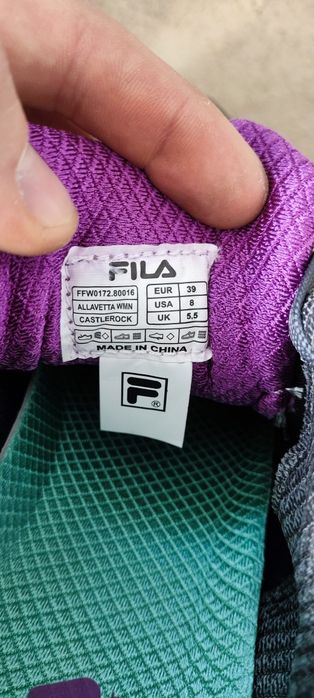 FILA
FFW0172.80016 EUR 39
ALLAVETTA WMN USA 8
CASTLEROCK UK 5,5
MADE IN CHINA
F®